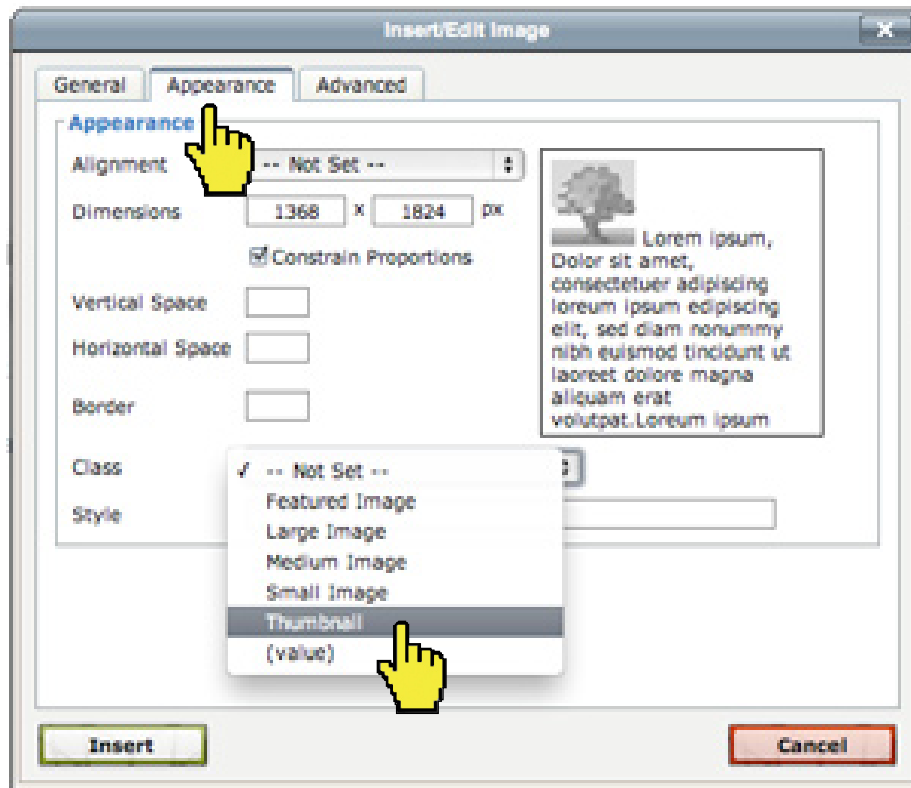 Insert/Edit Image
General Appearance Advanced
Appearance
Alignment -- Not Set --
Dimensions 1368 x 1824 px
Constrain Proportions
Vertical Space
Horizontal Space
Border
Class
Style
✓ -- Not Set --
Featured Image
Large Image
Medium Image
Small Image
Thumbnail
(value)
Lorem ipsum,
Dolor sit amet,
consectetuer adipiscing
loreum ipsum edipiscing
elit, sed diam nonummy
nibh euismod tincidunt ut
laoreet dolore magna
aliquam erat
volutpat.Loreum ipsum
Insert Cancel